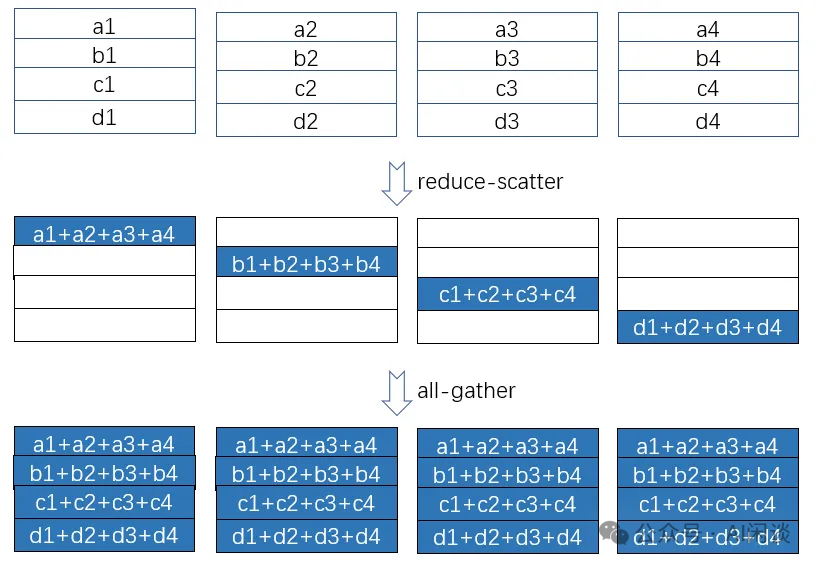 a1 a2 a3 a4
b1 b2 b3 b4
c1 c2 c3 c4
d1 d2 d3 d4
reduce-scatter
a1+a2+a3+a4
b1+b2+b3+b4
c1+c2+c3+c4
d1+d2+d3+d4
all-gather
a1+a2+a3+a4 a1+a2+a3+a4 a1+a2+a3+a4 a1+a2+a3+a4
b1+b2+b3+b4 b1+b2+b3+b4 b1+b2+b3+b4 b1+b2+b3+b4
c1+c2+c3+c4 c1+c2+c3+c4 c1+c2+c3+c4 c1+c2+c3+c4
d1+d2+d3+d4 d1+d2+d3+d4 d1+d2+d3+d4 d1+d2+d3+d4
公众号 AI闲谈